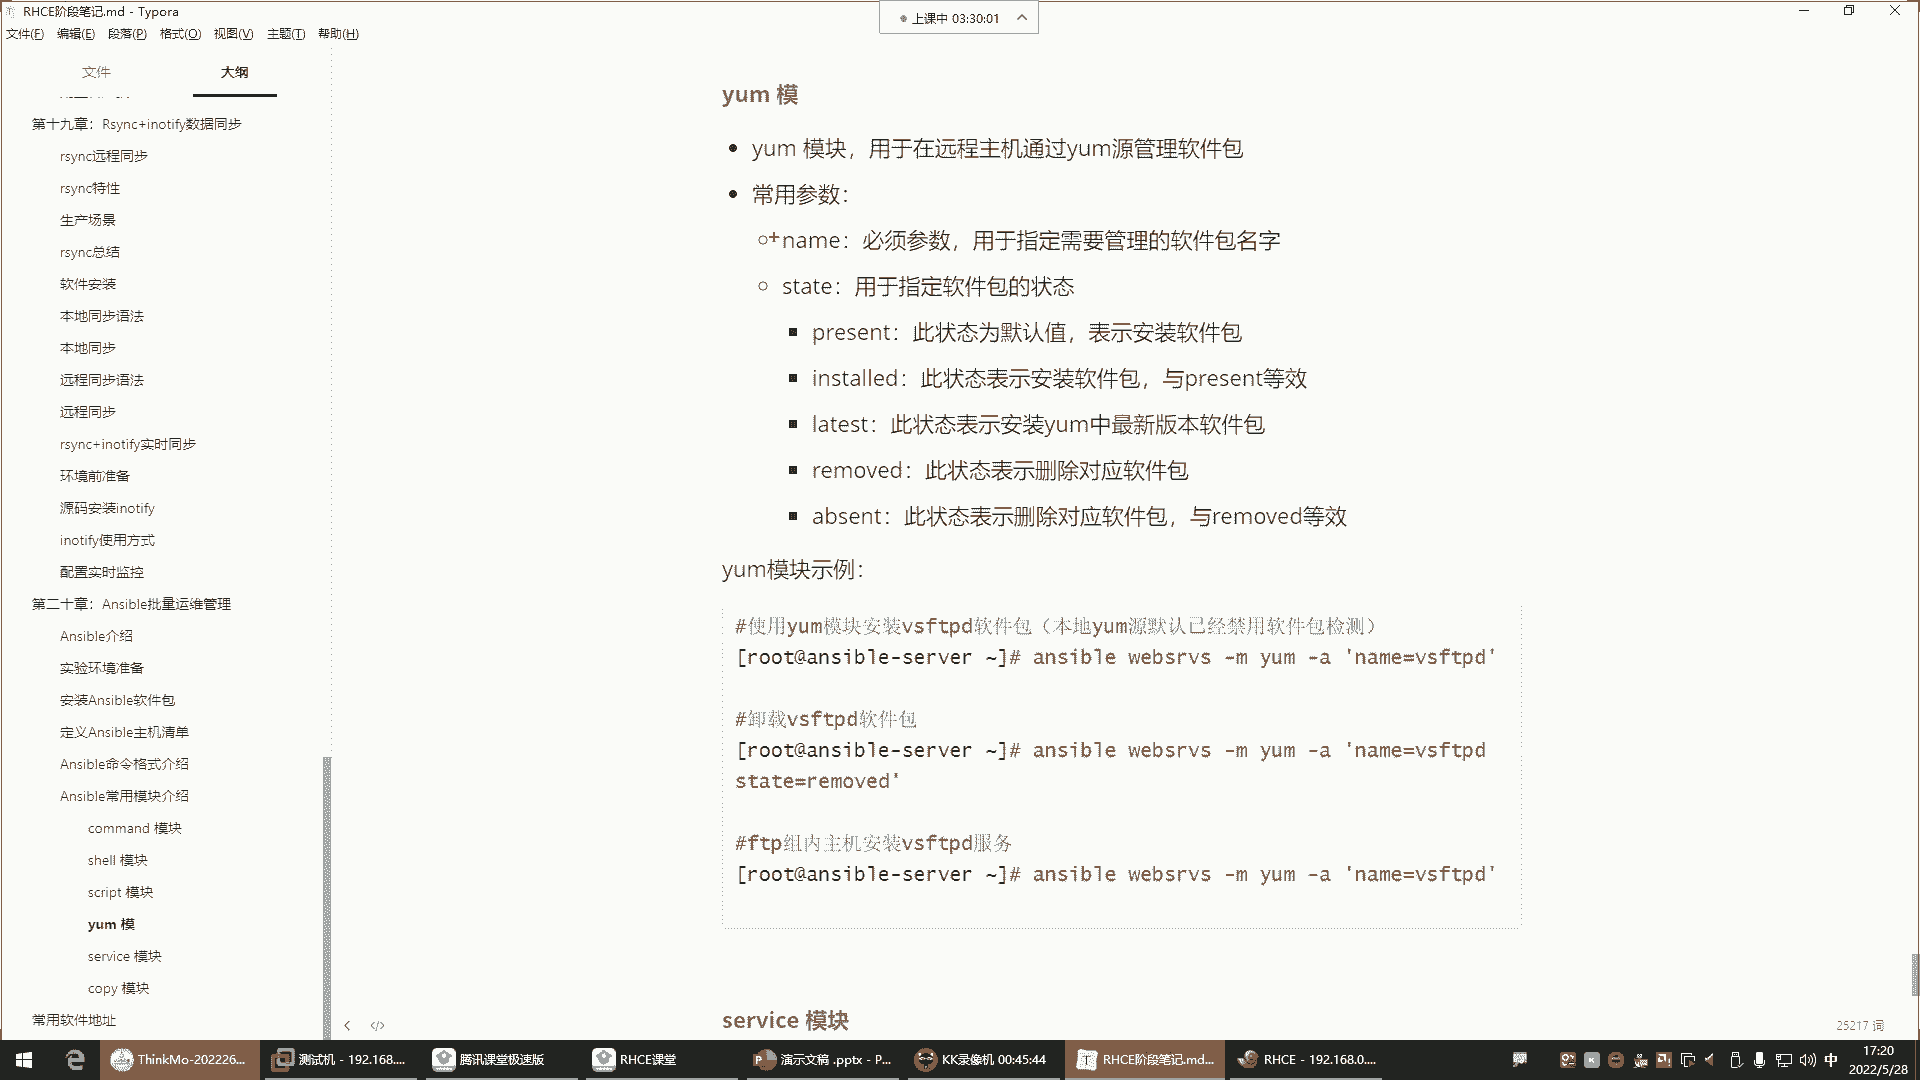 RHCE阶段笔记.md - Typora
上课中 03:30:01
文件(F) 编辑(E) 段落(P) 格式(O) 视图(V) 主题(T) 帮助(H)
文件 大纲
第十九章：Rsync+inotify数据同步
rsync远程同步
rsync特性
生产场景
rsync总结
软件安装
本地同步语法
本地同步
远程同步语法
远程同步
rsync+inotify实时同步
环境前准备
源码安装inotify
inotify使用方式
配置实时监控
第二十章：Ansible批量运维管理
Ansible介绍
实验环境准备
安装Ansible软件包
定义Ansible主机清单
Ansible命令格式介绍
Ansible常用模块介绍
command 模块
shell 模块
script 模块
yum 模
service 模块
copy 模块
常用软件地址
yum 模
yum 模块，用于在远程主机通过yum源管理软件包
常用参数：
name：必须参数，用于指定需要管理的软件包名字
state：用于指定软件包的状态
present：此状态为默认值，表示安装软件包
installed：此状态表示安装软件包，与present等效
latest：此状态表示安装yum中最新版本软件包
removed：此状态表示删除对应软件包
absent：此状态表示删除对应软件包，与removed等效
yum模块示例：
#使用yum模块安装vsftpd软件包（本地yum源默认已经禁用软件包检测）
[root@ansible-server ~]# ansible websrvs -m yum -a 'name=vsftpd'
#卸载vsftpd软件包
[root@ansible-server ~]# ansible websrvs -m yum -a 'name=vsftpd
state=removed'
#ftp组内主机安装vsftpd服务
[root@ansible-server ~]# ansible websrvs -m yum -a 'name=vsftpd'
service 模块
25217 词
ThinkMo-202226... 测试机 - 192.168.... 腾讯课堂极速版 RHCE课堂 演示文稿 .pptx - P... KK录像机 00:45:44 RHCE阶段笔记.md... RHCE - 192.168.0.... 中 17:20
2022/5/28